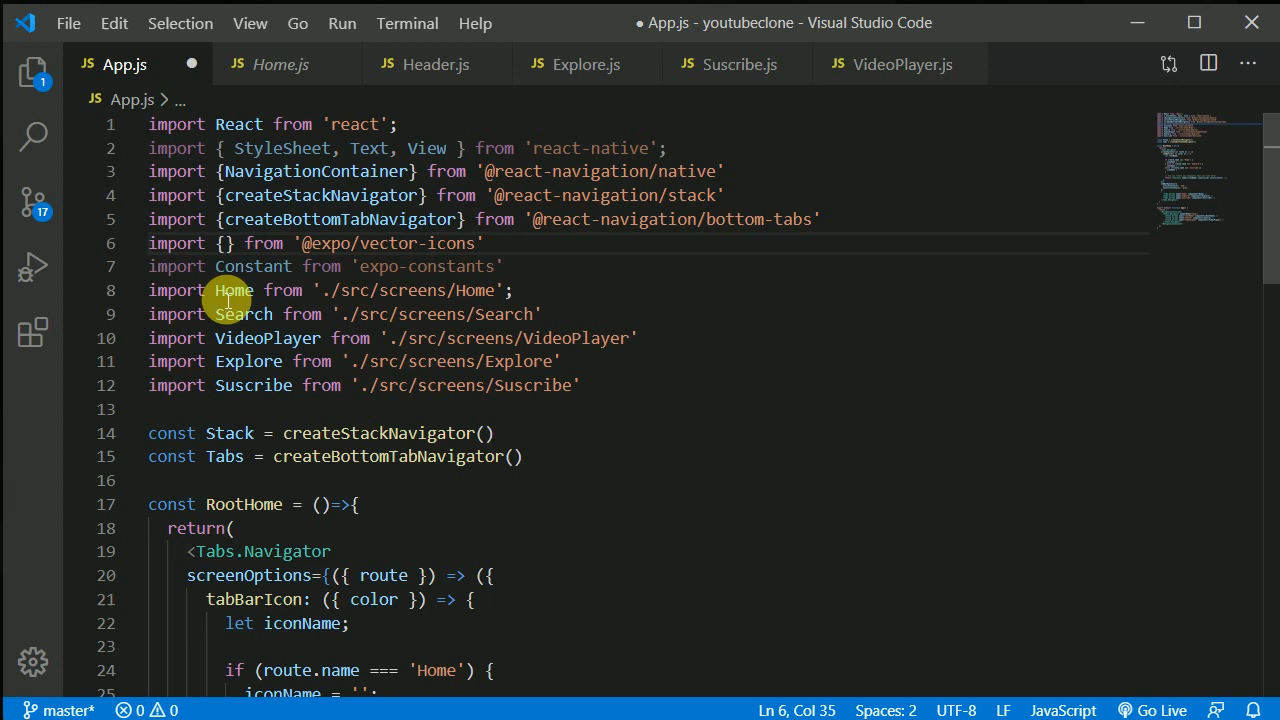 File Edit Selection View Go Run Terminal Help ● App.js - youtubeclone - Visual Studio Code
JS App.js ● JS Home.js JS Header.js JS Explore.js JS Suscribe.js JS VideoPlayer.js
1
JS App.js > ...
1 import React from 'react';
2 import { StyleSheet, Text, View } from 'react-native';
3 import {NavigationContainer} from '@react-navigation/native'
4 import {createStackNavigator} from '@react-navigation/stack'
5 import {createBottomTabNavigator} from '@react-navigation/bottom-tabs'
6 import {} from '@expo/vector-icons'
7 import Constant from 'expo-constants'
8 import Home from './src/screens/Home';
9 import Search from './src/screens/Search'
10 import VideoPlayer from './src/screens/VideoPlayer'
11 import Explore from './src/screens/Explore'
12 import Suscribe from './src/screens/Suscribe'
13
14 const Stack = createStackNavigator()
15 const Tabs = createBottomTabNavigator()
16
17 const RootHome = ()=>{
18 return(
19 <Tabs.Navigator
20 screenOptions={({ route }) => ({
21 tabBarIcon: ({ color }) => {
22 let iconName;
23
24 if (route.name === 'Home') {
25 iconName = '';
17
master* 0 0 Ln 6, Col 35 Spaces: 2 UTF-8 LF JavaScript Go Live